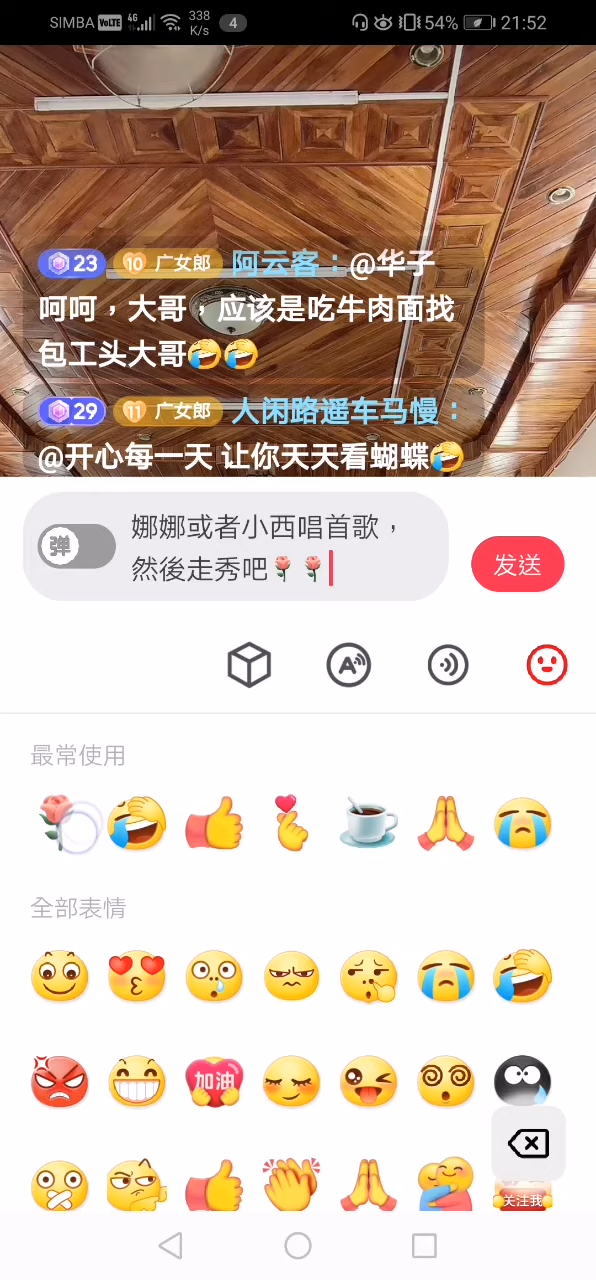 SIMBA VoLTE 4G 338 K/s 4 54% 21:52
23 10 广女郎 阿云客：@华子
呵呵，大哥，应该是吃牛肉面找
包工头大哥🤣🤣
29 11 广女郎 人闲路遥车马慢：
@开心每一天 让你天天看蝴蝶🤣
弹 娜娜或者小西唱首歌，
然後走秀吧🌹🌹
发送
A
最常使用
全部表情
加油
关注我